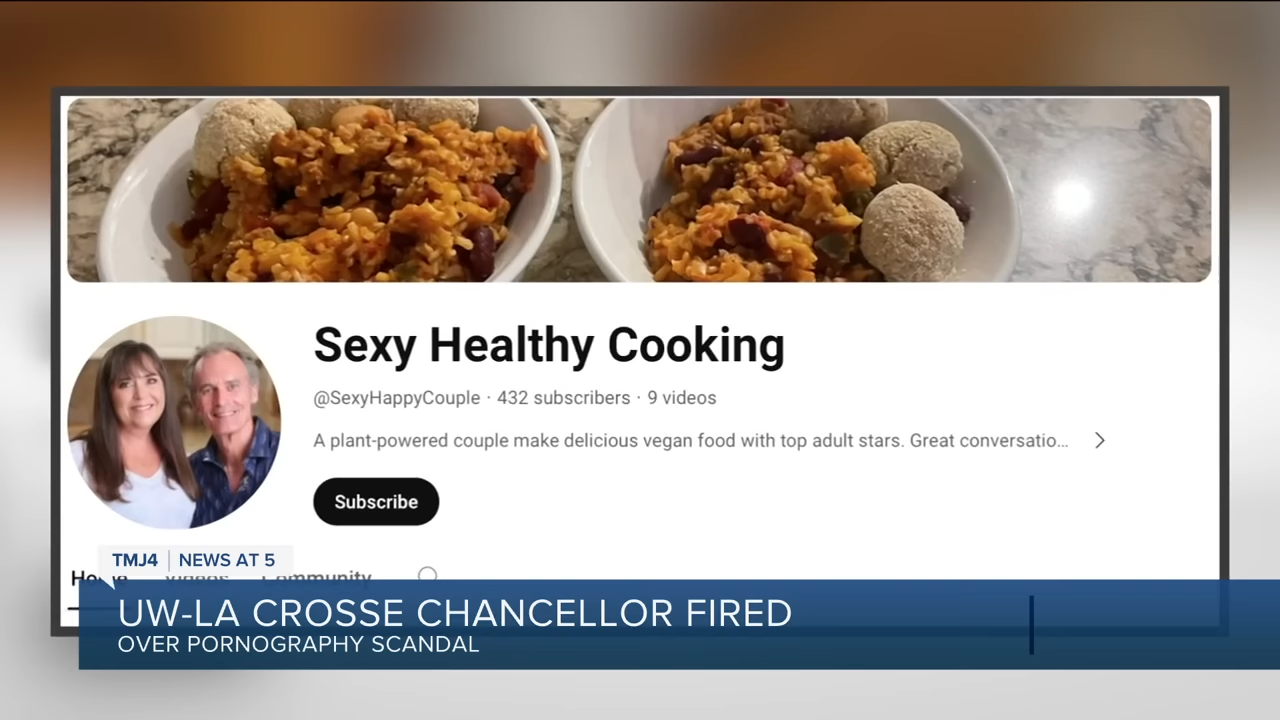 Sexy Healthy Cooking
@SexyHappyCouple · 432 subscribers · 9 videos
A plant-powered couple make delicious vegan food with top adult stars. Great conversatio...
Subscribe
TMJ4 | NEWS AT 5
UW-LA CROSSE CHANCELLOR FIRED
OVER PORNOGRAPHY SCANDAL